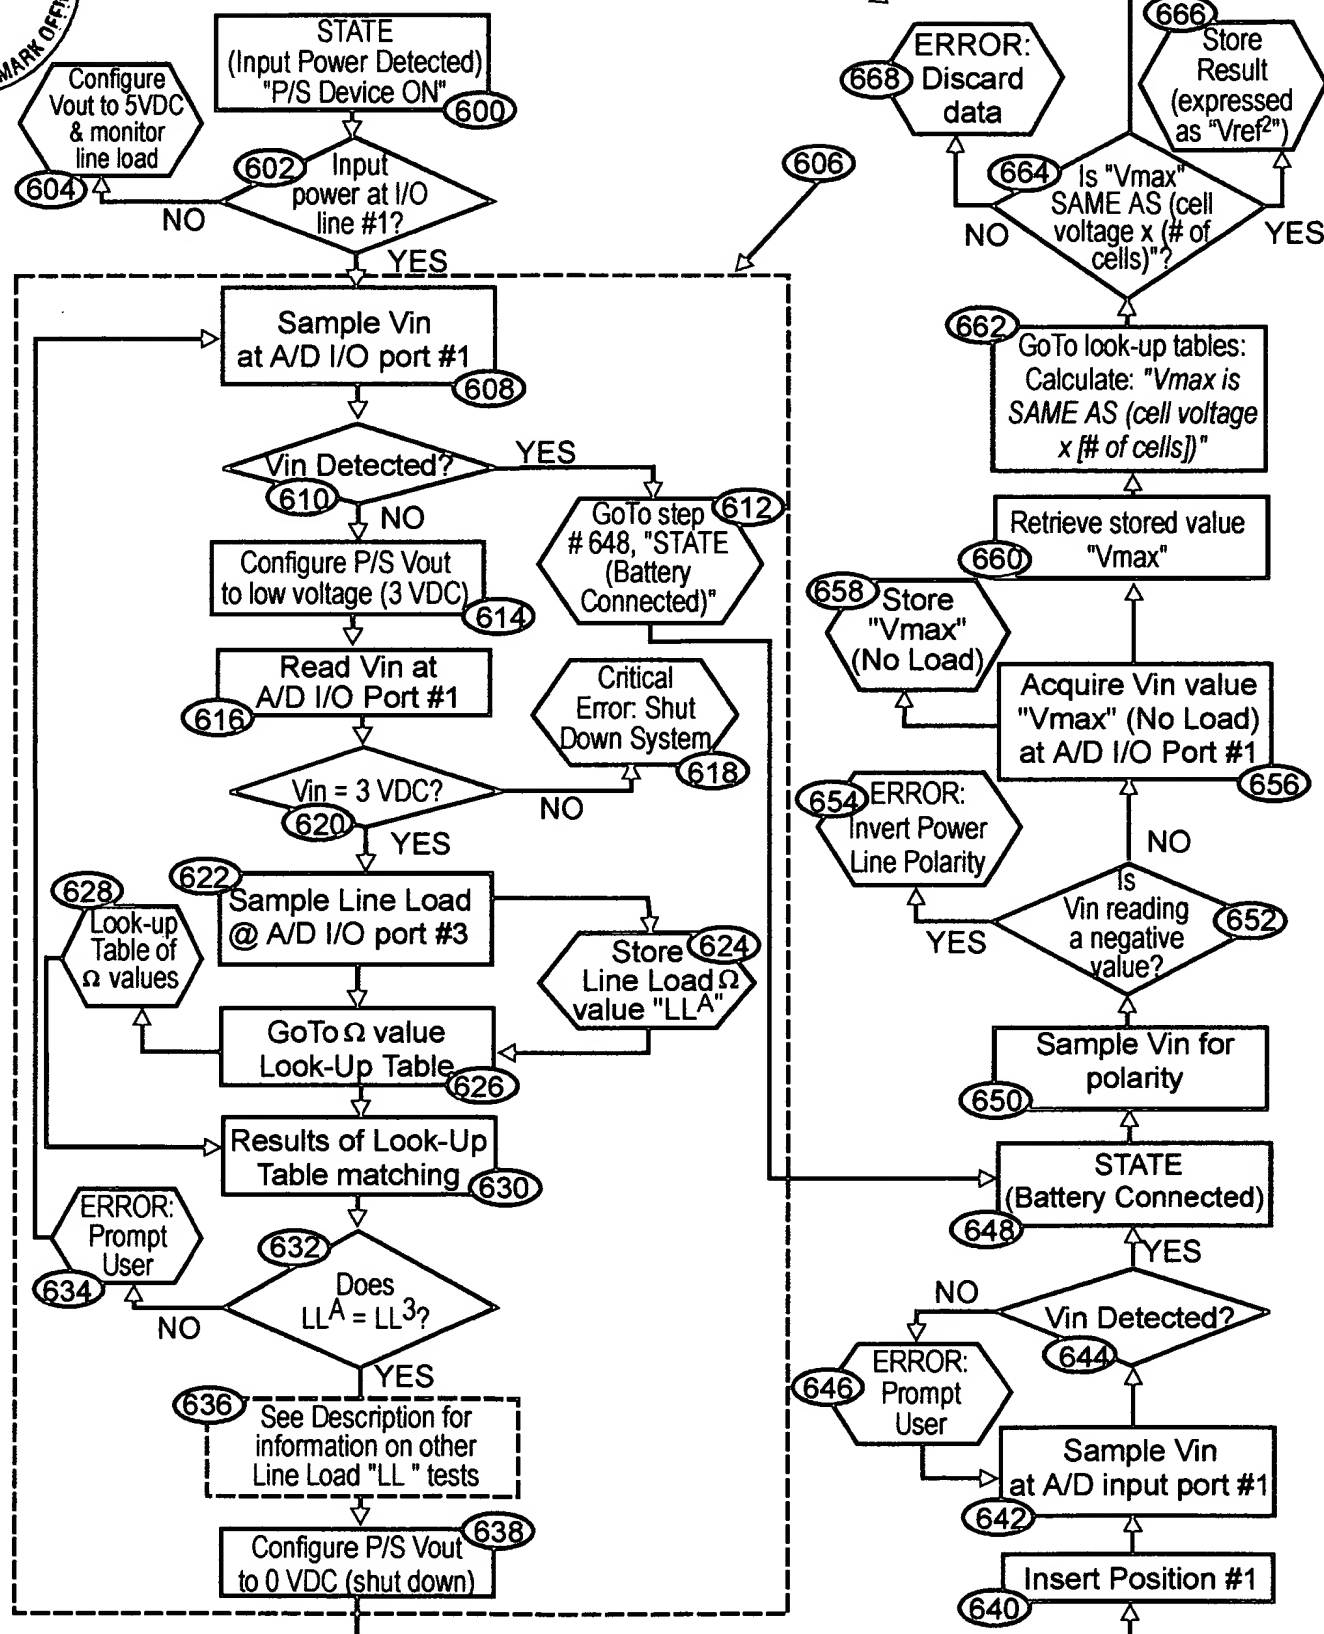 MARK OFFI
STATE
(Input Power Detected)
"P/S Device ON"
600
Configure
Vout to 5VDC
& monitor
line load
604
602
Input
power at I/O
line #1?
NO
YES
606
Sample Vin
at A/D I/O port #1
608
Vin Detected?
610
YES
NO
612
GoTo step
# 648, "STATE
(Battery
Connected)"
Configure P/S Vout
to low voltage (3 VDC)
614
Read Vin at
A/D I/O Port #1
616
Critical
Error: Shut
Down System
618
Vin = 3 VDC?
620
NO
YES
622
Sample Line Load
@ A/D I/O port #3
624
Store
Line Load Ω
value "LLᴬ"
628
Look-up
Table of
Ω values
GoTo Ω value
Look-Up Table
626
Results of Look-Up
Table matching
630
ERROR:
Prompt
User
634
632
Does
LLᴬ = LL³?
NO
YES
636
See Description for
information on other
Line Load "LL " tests
638
Configure P/S Vout
to 0 VDC (shut down)
666
Store
Result
(expressed
as "Vref²")
ERROR:
Discard
data
668
664
Is "Vmax"
SAME AS (cell
voltage x (# of
cells)"?
NO
YES
662
GoTo look-up tables:
Calculate: "Vmax is
SAME AS (cell voltage
x [# of cells])"
Retrieve stored value
"Vmax"
660
658
Store
"Vmax"
(No Load)
Acquire Vin value
"Vmax" (No Load)
at A/D I/O Port #1
656
654
ERROR:
Invert Power
Line Polarity
NO
Is
Vin reading
a negative
value?
652
YES
Sample Vin for
polarity
650
STATE
(Battery Connected)
648
YES
NO
Vin Detected?
644
646
ERROR:
Prompt
User
Sample Vin
at A/D input port #1
642
Insert Position #1
640